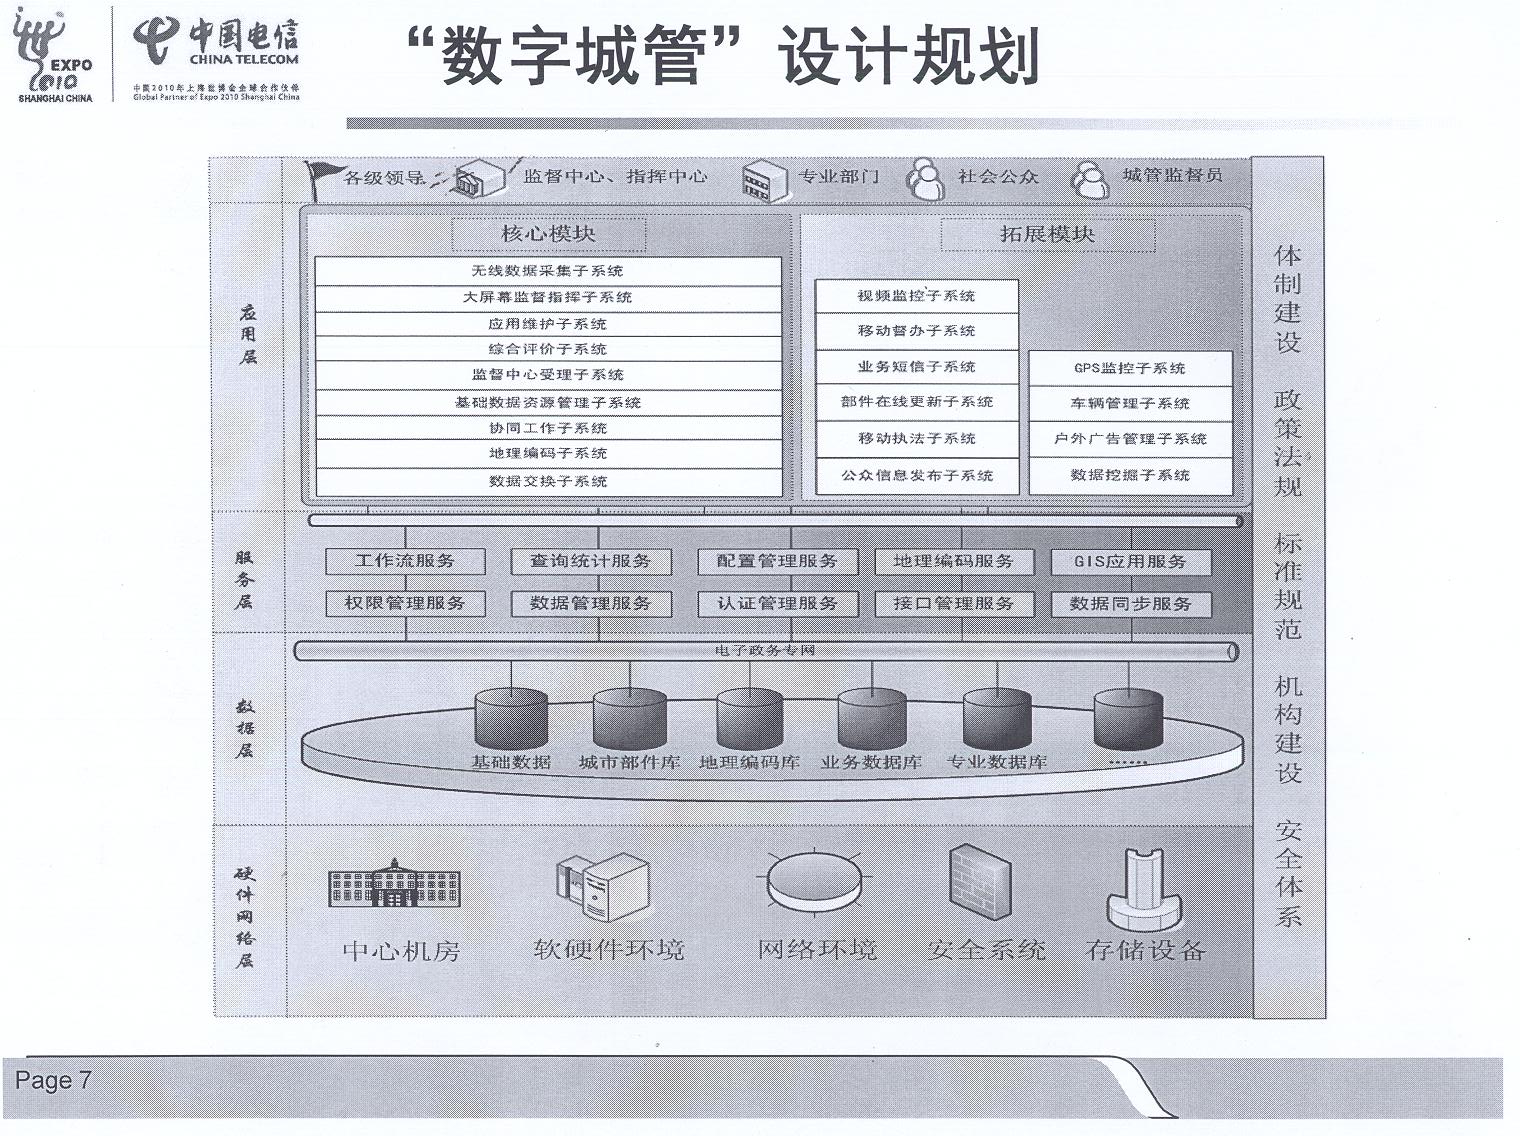 EXPO
2010
SHANGHAI CHINA
中国电信
CHINA TELECOM
中国2010年上海世博会全球合作伙伴
Global Partner of Expo 2010 Shanghai China
“数字城管”设计规划
各级领导
监督中心、指挥中心
专业部门
社会公众
城管监督员
应用层
核心模块
无线数据采集子系统
大屏幕监督指挥子系统
应用维护子系统
综合评价子系统
监督中心受理子系统
基础数据资源管理子系统
协同工作子系统
地理编码子系统
数据交换子系统
拓展模块
视频监控子系统
移动督办子系统
业务短信子系统
部件在线更新子系统
移动执法子系统
公众信息发布子系统
GPS监控子系统
车辆管理子系统
户外广告管理子系统
数据挖掘子系统
服务层
工作流服务
查询统计服务
配置管理服务
地理编码服务
GIS应用服务
权限管理服务
数据管理服务
认证管理服务
接口管理服务
数据同步服务
数据层
电子政务专网
基础数据
城市部件库
地理编码库
业务数据库
专业数据库
······
硬件网络层
中心机房
软硬件环境
网络环境
安全系统
存储设备
体制建设
政策法规
标准规范
机构建设
安全体系
Page 7